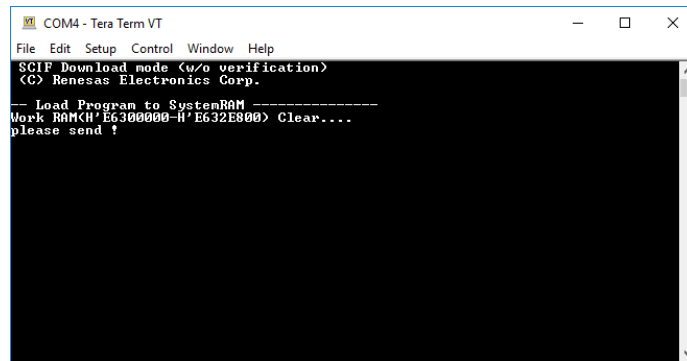 COM4 - Tera Term VT
File Edit Setup Control Window Help
SCIF Download mode (w/o verification)
(C) Renesas Electronics Corp.
-- Load Program to SystemRAM ---------------
Work RAM(H'E6300000-H'E632E800) Clear....
please send !